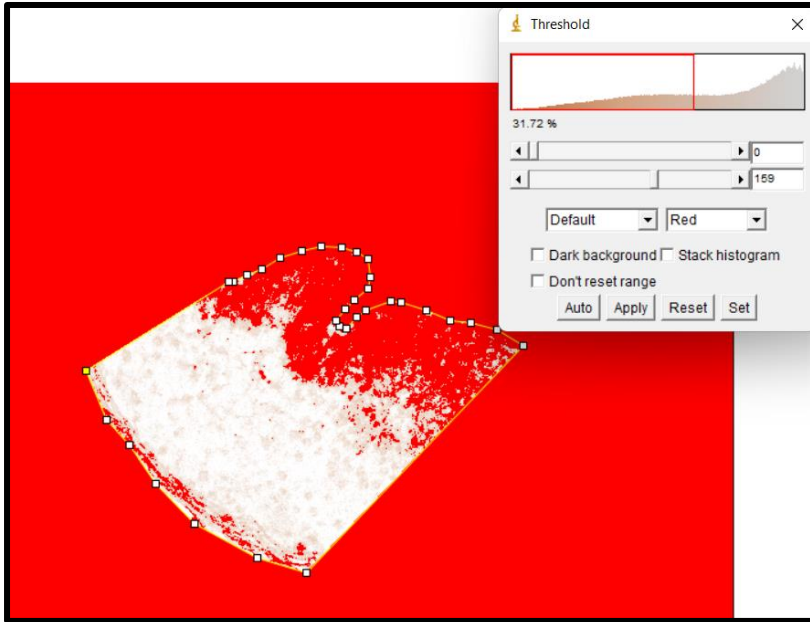 Threshold
31.72 %
0
159
Default Red
Dark background Stack histogram
Don't reset range
Auto Apply Reset Set